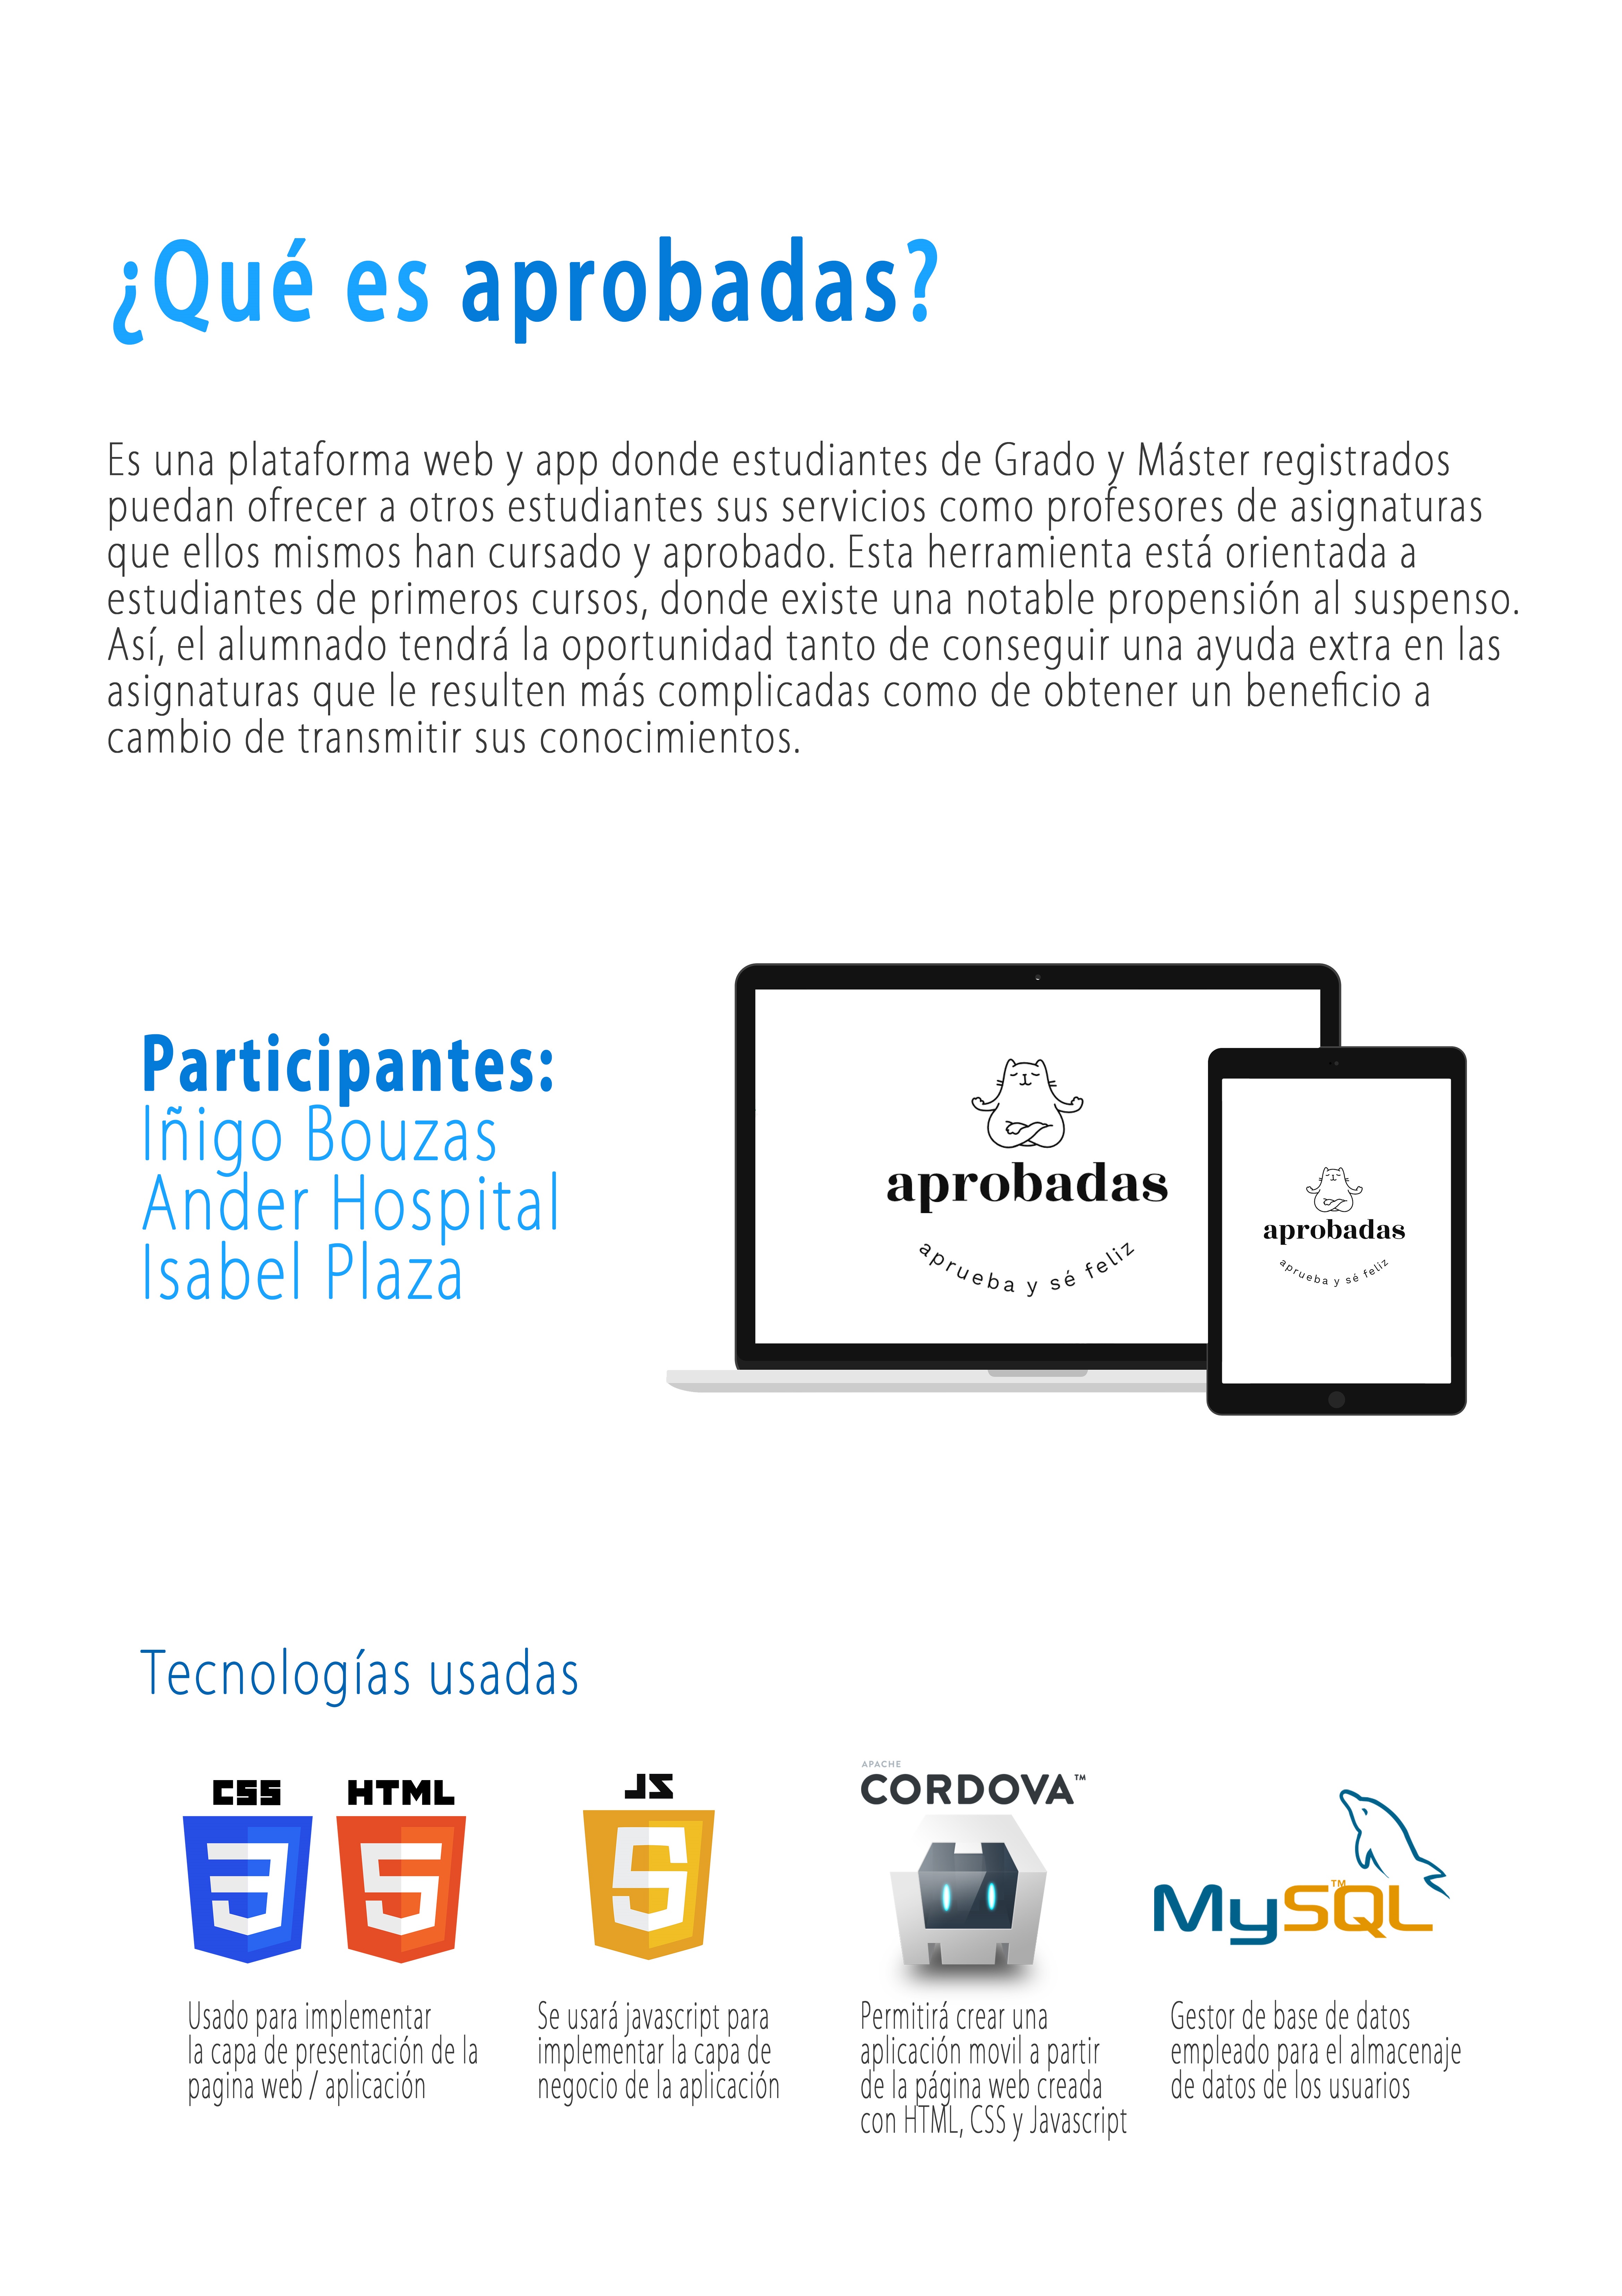 ¿Qué es aprobadas?
Es una plataforma web y app donde estudiantes de Grado y Máster registrados
puedan ofrecer a otros estudiantes sus servicios como profesores de asignaturas
que ellos mismos han cursado y aprobado. Esta herramienta está orientada a
estudiantes de primeros cursos, donde existe una notable propensión al suspenso.
Así, el alumnado tendrá la oportunidad tanto de conseguir una ayuda extra en las
asignaturas que le resulten más complicadas como de obtener un beneficio a
cambio de transmitir sus conocimientos.
Participantes:
Iñigo Bouzas
Ander Hospital
Isabel Plaza
aprobadas
aprueba y sé feliz
aprobadas
aprueba y sé feliz
Tecnologías usadas
CSS
3
HTML
5
Usado para implementar
la capa de presentación de la
pagina web / aplicación
JS
5
Se usará javascript para
implementar la capa de
negocio de la aplicación
APACHE
CORDOVA™
Permitirá crear una
aplicación movil a partir
de la página web creada
con HTML, CSS y Javascript
MySQL™
Gestor de base de datos
empleado para el almacenaje
de datos de los usuarios